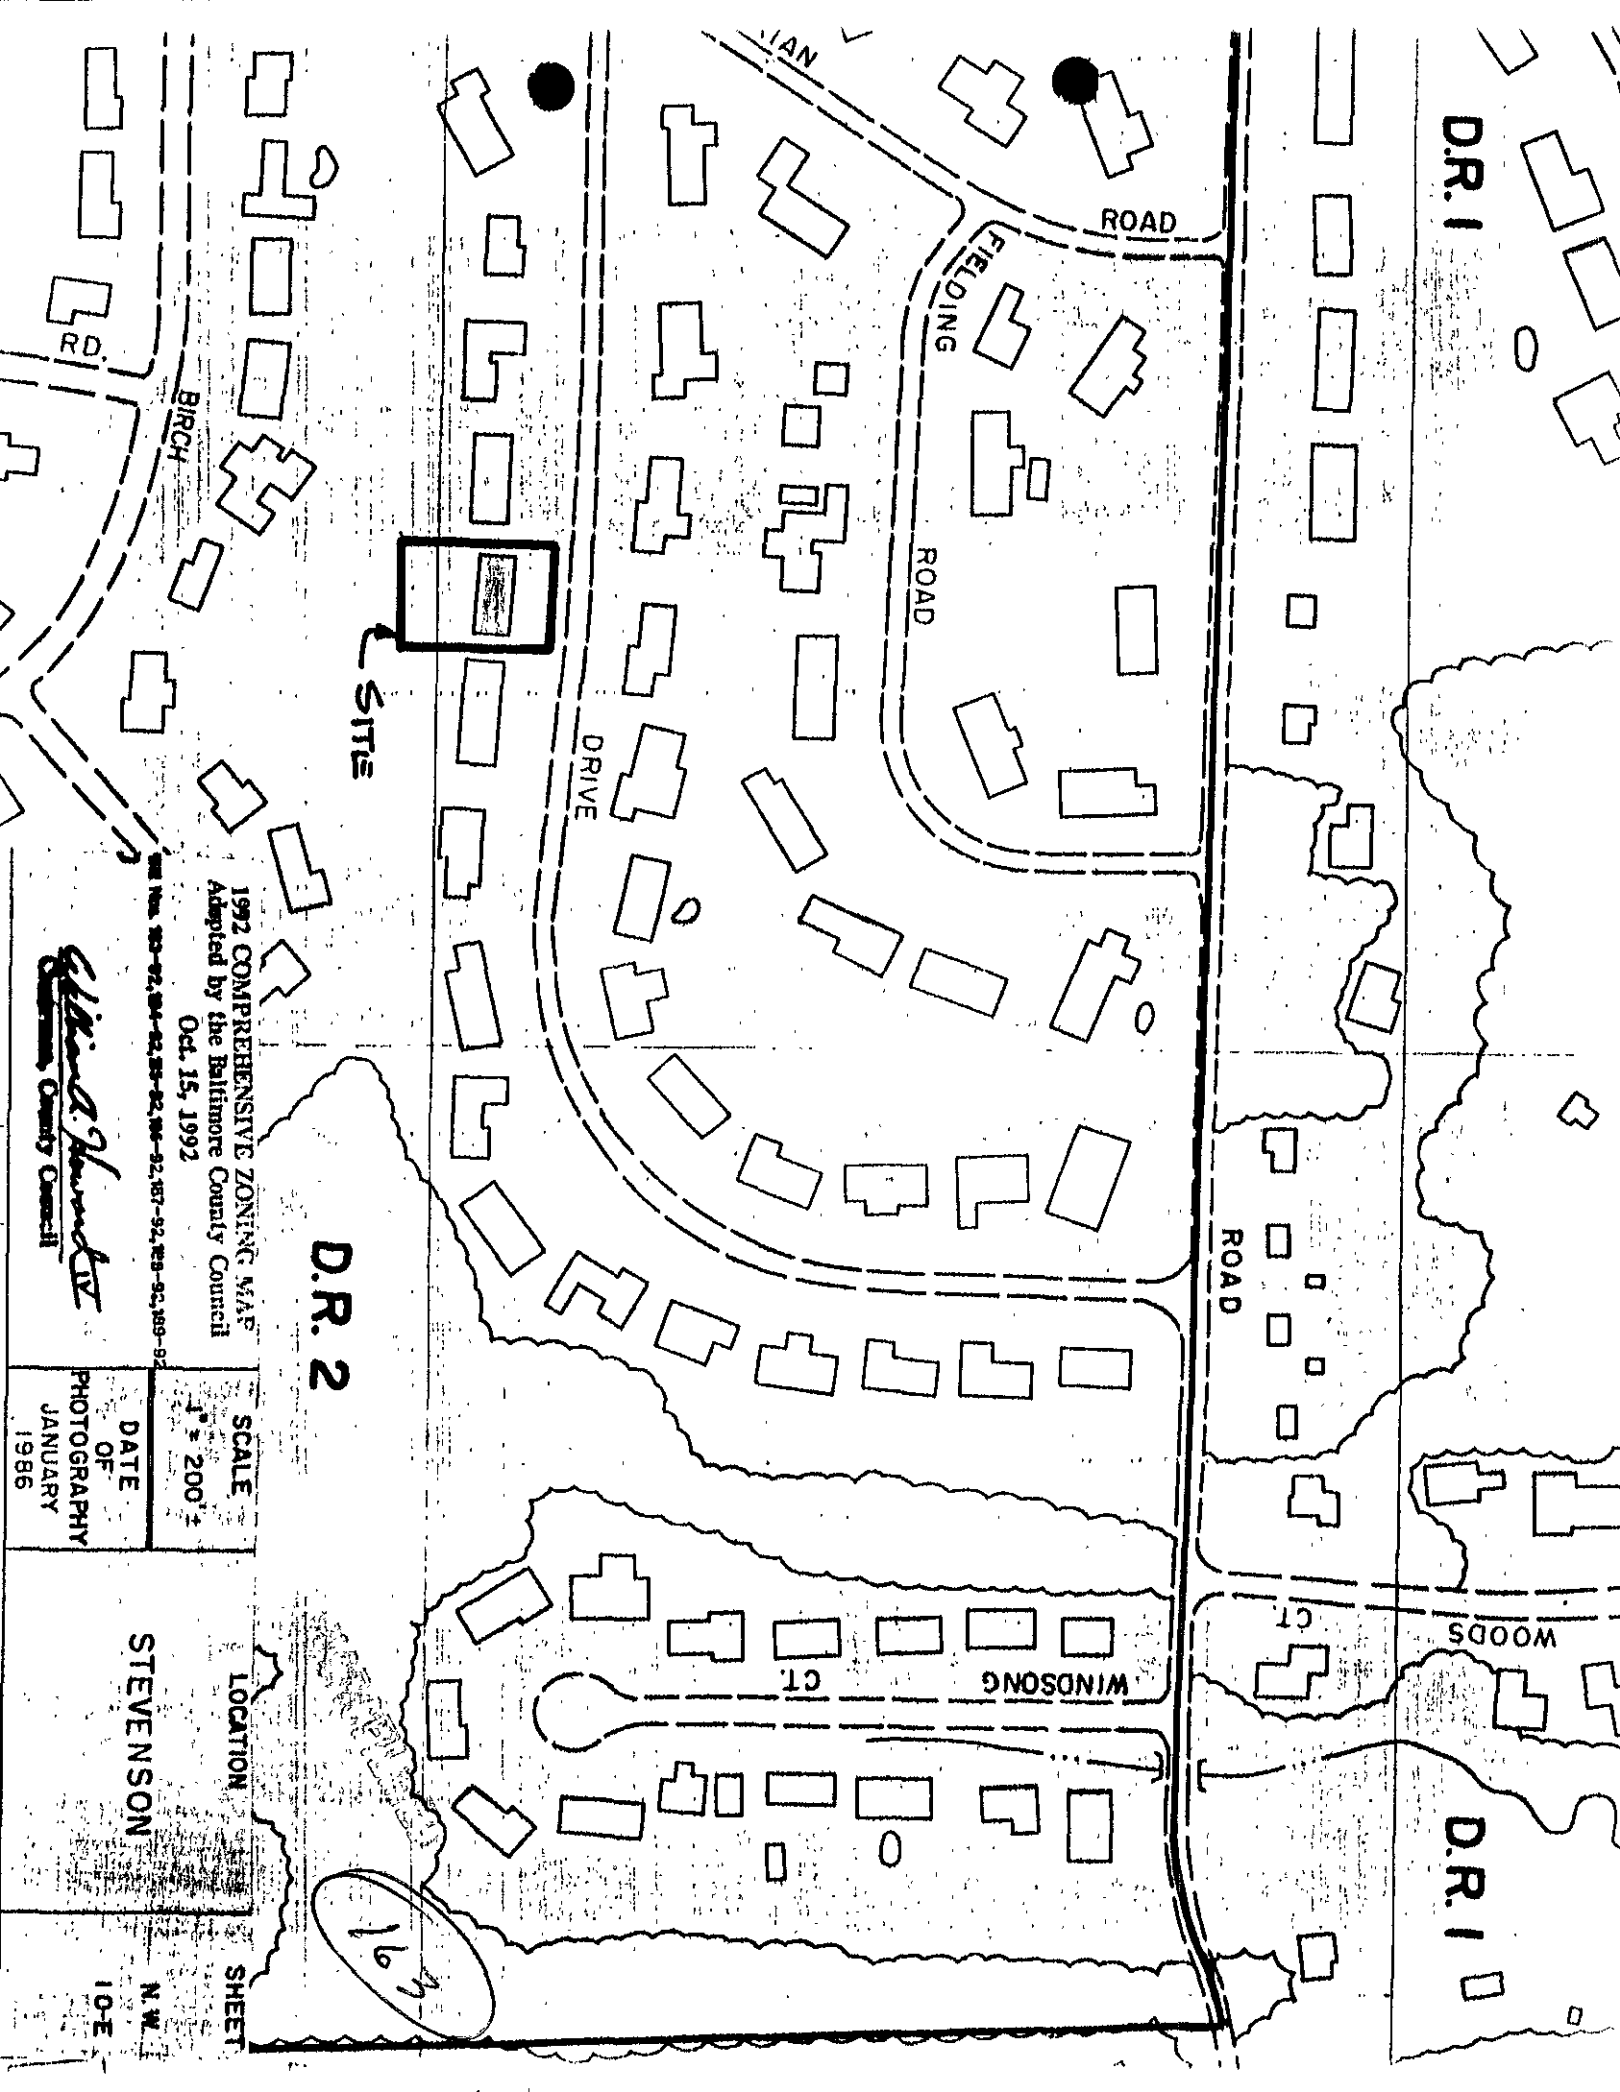 D.R. 1
ROAD
FIELDING
ROAD
RD.
BIRCH
SITE
DRIVE
ROAD
D.R. 2
1992 COMPREHENSIVE ZONING MAP
Adopted by the Baltimore County Council
Oct. 15, 1992
County Council
SCALE
1" = 200' ±
DATE
OF
PHOTOGRAPHY
JANUARY
1986
LOCATION
STEVENSON
SHEET
N.W.
10-E
CT.
WOODS
WINDSONG
CT.
D.R. 1
163